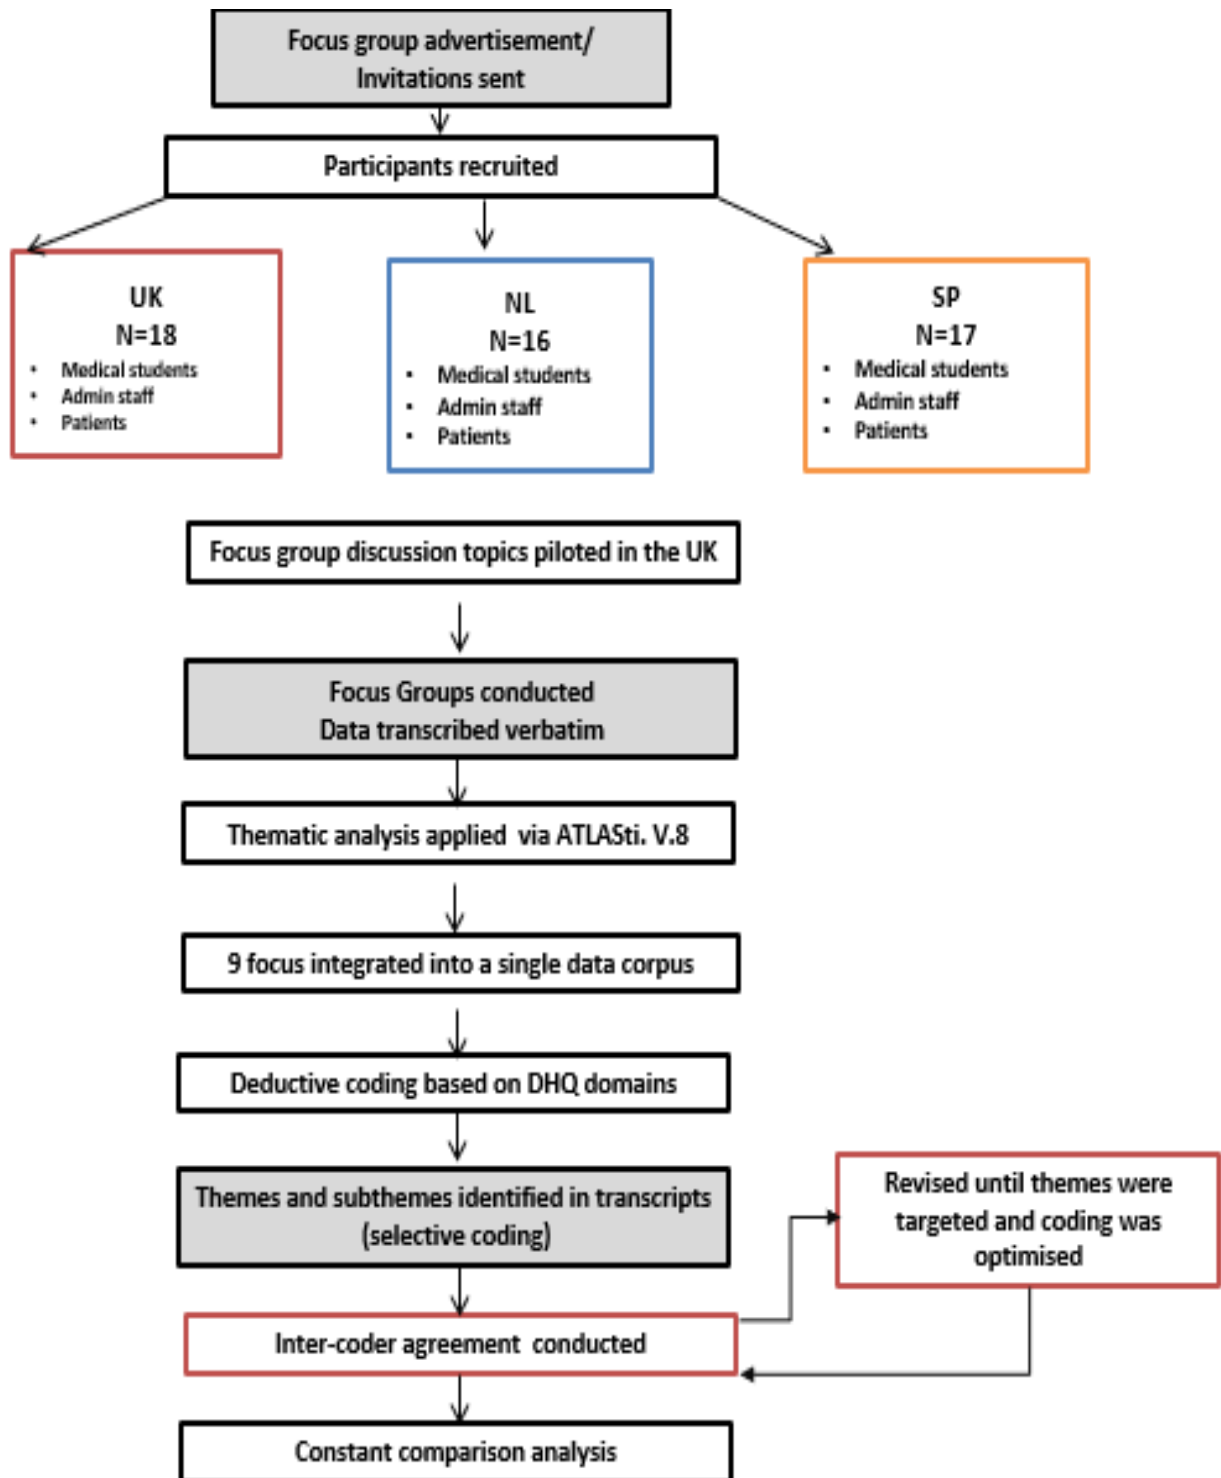 Focus group advertisement/
Invitations sent
Participants recruited
UK
N=18
• Medical students
• Admin staff
• Patients
NL
N=16
• Medical students
• Admin staff
• Patients
SP
N=17
• Medical students
• Admin staff
• Patients
Focus group discussion topics piloted in the UK
Focus Groups conducted
Data transcribed verbatim
Thematic analysis applied via ATLASti. V.8
9 focus integrated into a single data corpus
Deductive coding based on DHQ domains
Themes and subthemes identified in transcripts
(selective coding)
Revised until themes were
targeted and coding was
optimised
Inter-coder agreement conducted
Constant comparison analysis